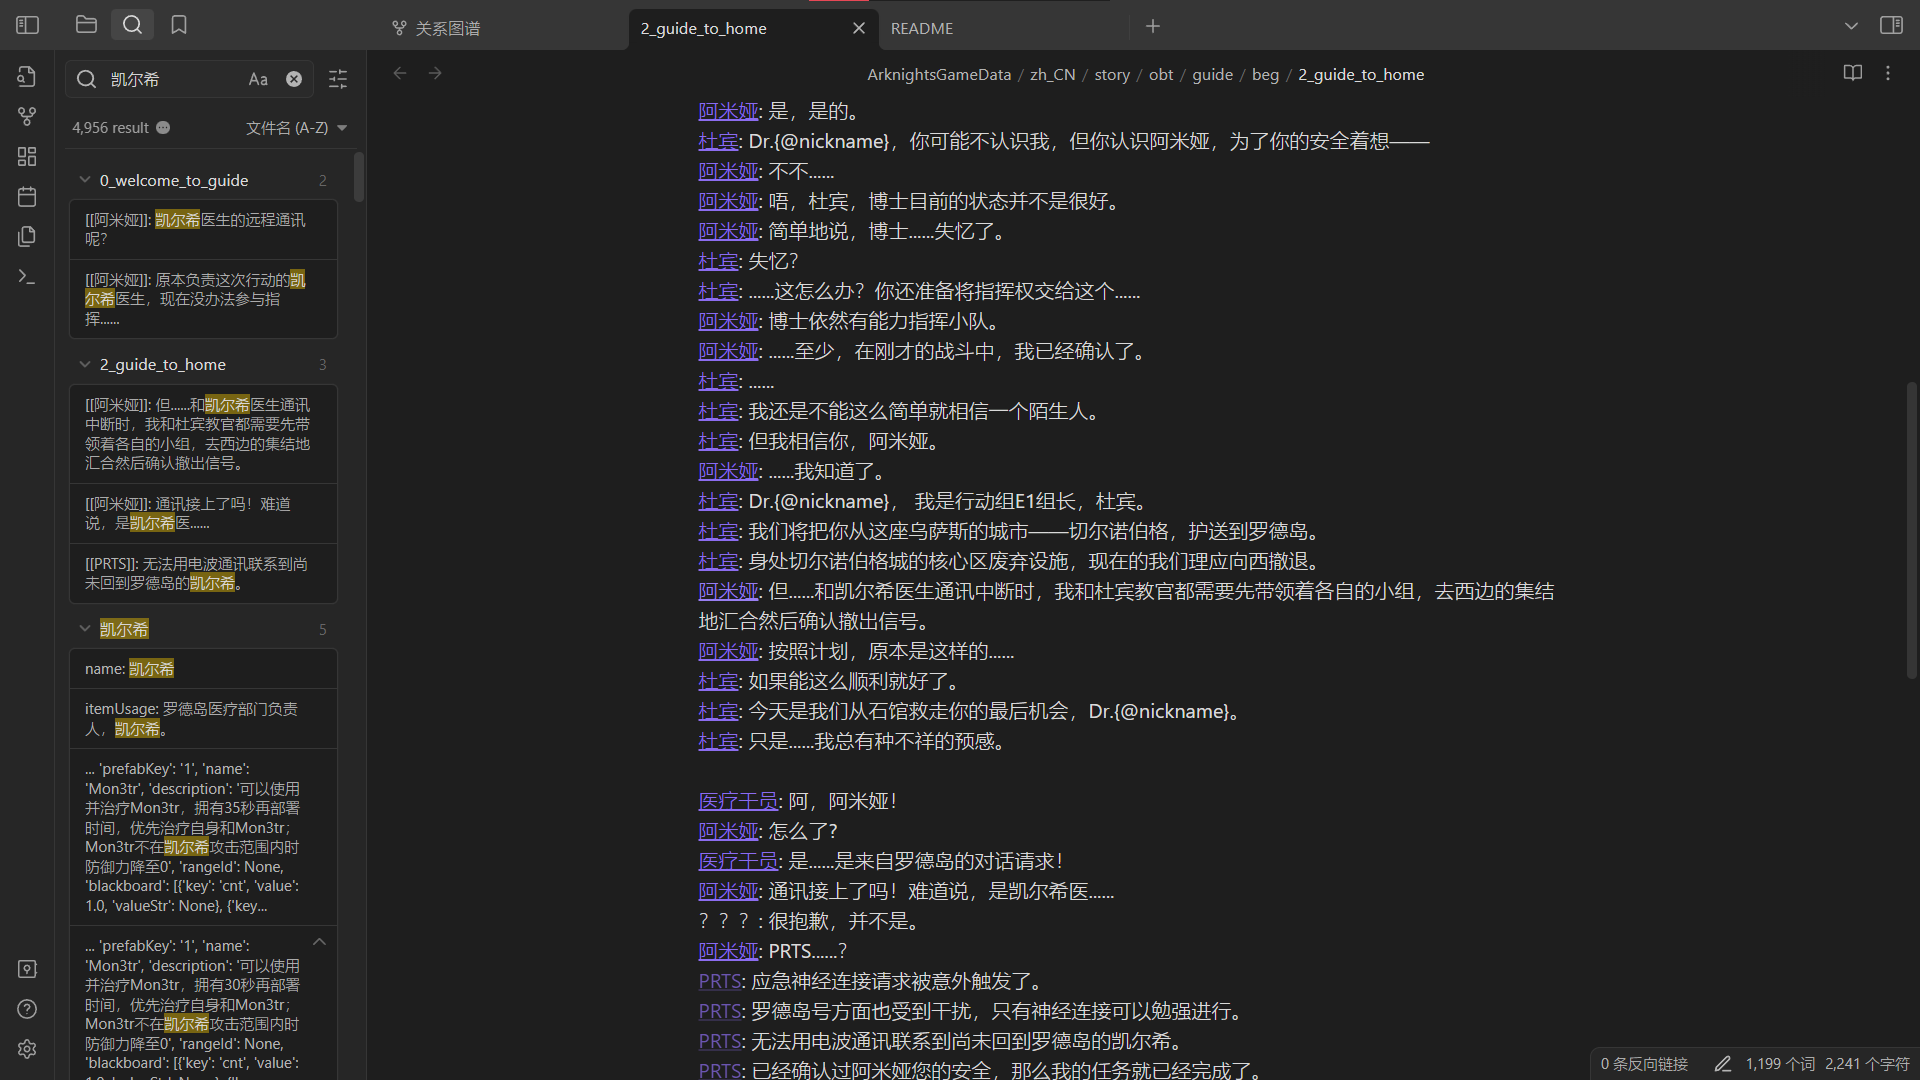 关系图谱
2_guide_to_home
README
凯尔希
Aa
4,956 result
文件名 (A-Z)
0_welcome_to_guide
2
[[阿米娅]]: 凯尔希医生的远程通讯
呢？
[[阿米娅]]: 原本负责这次行动的凯
尔希医生，现在没办法参与指
挥......
2_guide_to_home
3
[[阿米娅]]: 但......和凯尔希医生通讯
中断时，我和杜宾教官都需要先带
领着各自的小组，去西边的集结地
汇合然后确认撤出信号。
[[阿米娅]]: 通讯接上了吗！难道
说，是凯尔希医......
[[PRTS]]: 无法用电波通讯联系到尚
未回到罗德岛的凯尔希。
凯尔希
5
name: 凯尔希
itemUsage: 罗德岛医疗部门负责
人，凯尔希。
... 'prefabKey': '1', 'name':
'Mon3tr', 'description': '可以使用
并治疗Mon3tr，拥有35秒再部署
时间，优先治疗自身和Mon3tr；
Mon3tr不在凯尔希攻击范围内时
防御力降至0', 'rangeId': None,
'blackboard': [{'key': 'cnt', 'value':
1.0, 'valueStr': None}, {'key...
... 'prefabKey': '1', 'name':
'Mon3tr', 'description': '可以使用
并治疗Mon3tr，拥有30秒再部署
时间，优先治疗自身和Mon3tr；
Mon3tr不在凯尔希攻击范围内时
防御力降至0', 'rangeId': None,
'blackboard': [{'key': 'cnt', 'value':
ArknightsGameData / zh_CN / story / obt / guide / beg / 2_guide_to_home
阿米娅: 是，是的。
杜宾: Dr.{@nickname}，你可能不认识我，但你认识阿米娅，为了你的安全着想——
阿米娅: 不不......
阿米娅: 唔，杜宾，博士目前的状态并不是很好。
阿米娅: 简单地说，博士......失忆了。
杜宾: 失忆？
杜宾: ......这怎么办？你还准备将指挥权交给这个......
阿米娅: 博士依然有能力指挥小队。
阿米娅: ......至少，在刚才的战斗中，我已经确认了。
杜宾: ......
杜宾: 我还是不能这么简单就相信一个陌生人。
杜宾: 但我相信你，阿米娅。
阿米娅: ......我知道了。
杜宾: Dr.{@nickname}， 我是行动组E1组长，杜宾。
杜宾: 我们将把你从这座乌萨斯的城市——切尔诺伯格，护送到罗德岛。
杜宾: 身处切尔诺伯格城的核心区废弃设施，现在的我们理应向西撤退。
阿米娅: 但......和凯尔希医生通讯中断时，我和杜宾教官都需要先带领着各自的小组，去西边的集结
地汇合然后确认撤出信号。
阿米娅: 按照计划，原本是这样的......
杜宾: 如果能这么顺利就好了。
杜宾: 今天是我们从石馆救走你的最后机会，Dr.{@nickname}。
杜宾: 只是......我总有种不祥的预感。
医疗干员: 阿，阿米娅！
阿米娅: 怎么了?
医疗干员: 是......是来自罗德岛的对话请求！
阿米娅: 通讯接上了吗！难道说，是凯尔希医......
？？？: 很抱歉，并不是。
阿米娅: PRTS......？
PRTS: 应急神经连接请求被意外触发了。
PRTS: 罗德岛号方面也受到干扰，只有神经连接可以勉强进行。
PRTS: 无法用电波通讯联系到尚未回到罗德岛的凯尔希。
PRTS: 已经确认过阿米娅您的安全，那么我的任务就已经完成了。
0 条反向链接
1,199 个词
2,241 个字符